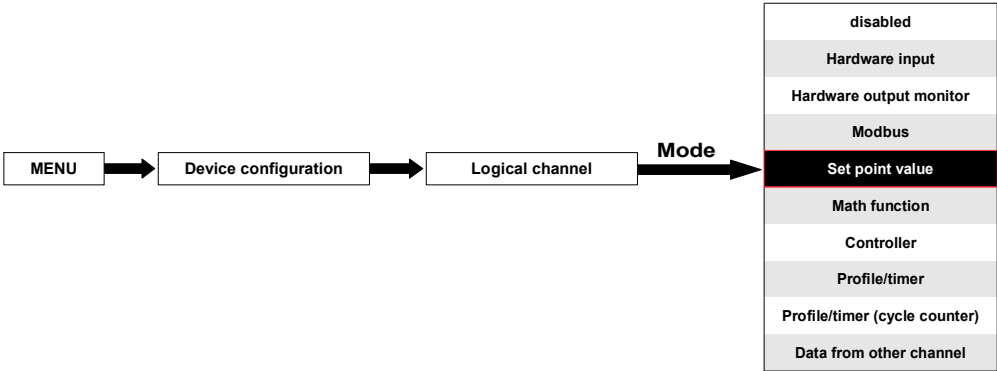 MENU
Device configuration
Logical channel
Mode
disabled
Hardware input
Hardware output monitor
Modbus
Set point value
Math function
Controller
Profile/timer
Profile/timer (cycle counter)
Data from other channel